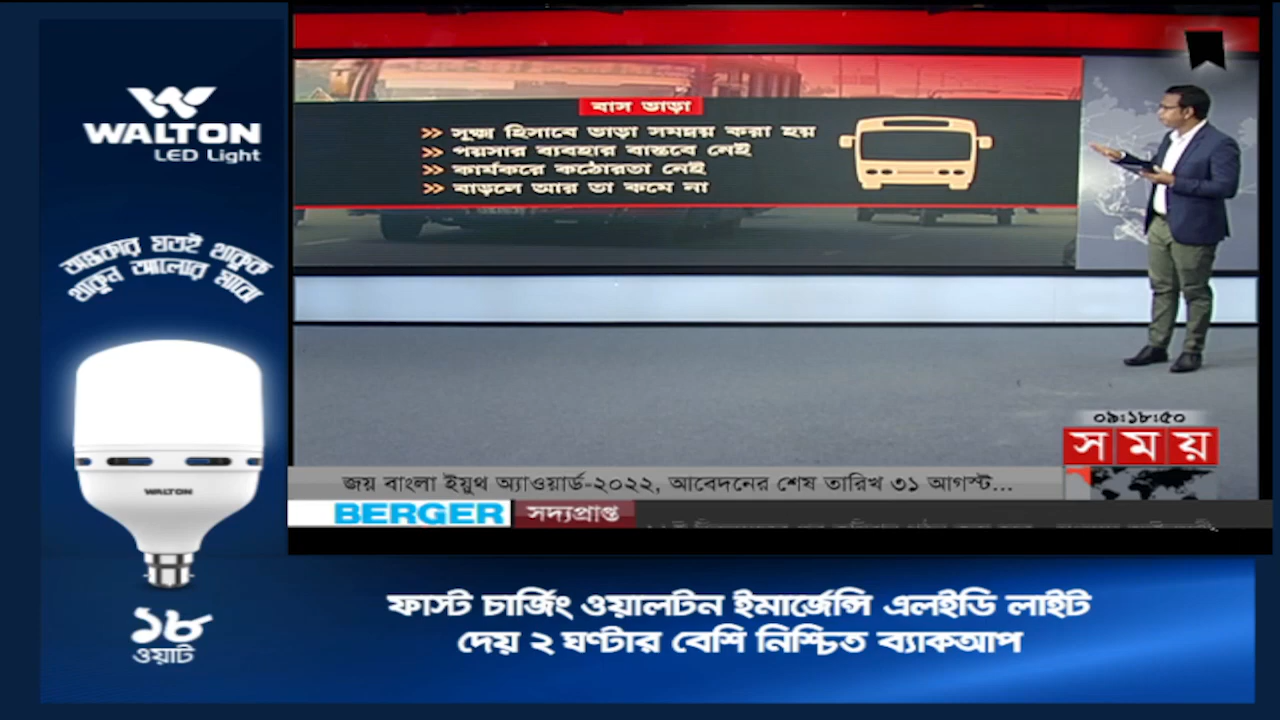 WALTON
LED Light
অন্ধকার যতই থাকুক
থাকুন আলোর মাঝে
WALTON
১৮
ওয়াট
বাস ভাড়া
সুক্ষ্ম হিসাবে ভাড়া সমন্বয় করা হয়
পয়সার ব্যবহার বাস্তবে নেই
কার্যকরে কঠোরতা নেই
বাড়লে আর তা কমে না
০৯:১৮:৫০
সময়
জয় বাংলা ইয়ুথ অ্যাওয়ার্ড-২০২২, আবেদনের শেষ তারিখ ৩১ আগস্ট...
BERGER
সদ্যপ্রাপ্ত
ফাস্ট চার্জিং ওয়ালটন ইমার্জেন্সি এলইডি লাইট
দেয় ২ ঘণ্টার বেশি নিশ্চিত ব্যাকআপ